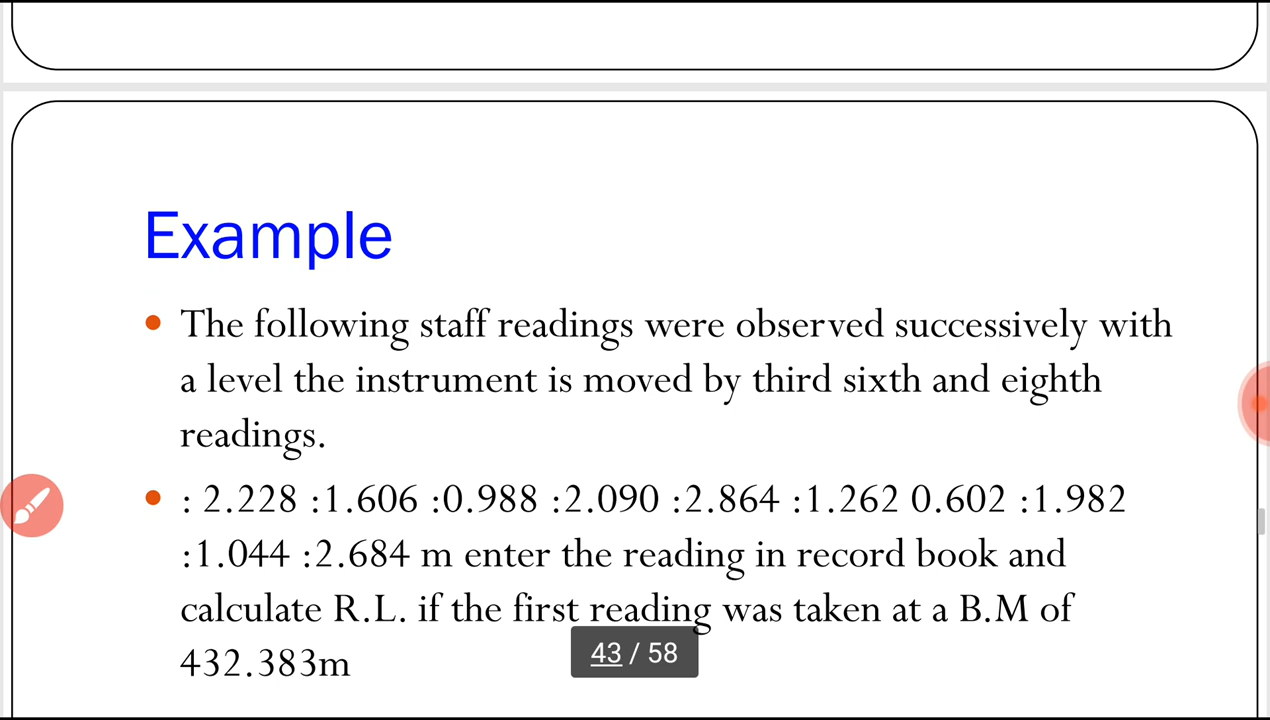 Example
• The following staff readings were observed successively with
a level the instrument is moved by third sixth and eighth
readings.
• : 2.228 :1.606 :0.988 :2.090 :2.864 :1.262 0.602 :1.982
:1.044 :2.684 m enter the reading in record book and
calculate R.L. if the first reading was taken at a B.M of
432.383m
43 / 58